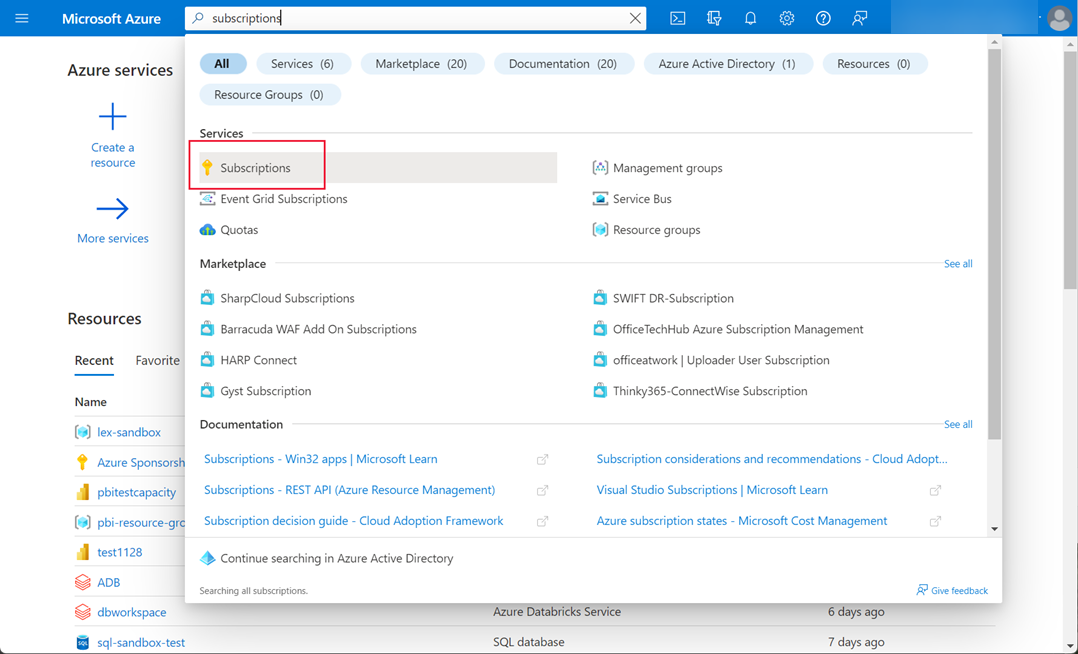 Microsoft Azure
subscriptions
Azure services
Create a
resource
More services
Resources
Recent Favorite
Name
lex-sandbox
Azure Sponsorsh
pbitestcapacity
pbi-resource-gro
test1128
ADB
dbworkspace
sql-sandbox-test
All Services (6) Marketplace (20) Documentation (20) Azure Active Directory (1) Resources (0)
Resource Groups (0)
Services
Subscriptions Management groups
Event Grid Subscriptions Service Bus
Quotas Resource groups
Marketplace See all
SharpCloud Subscriptions SWIFT DR-Subscription
Barracuda WAF Add On Subscriptions OfficeTechHub Azure Subscription Management
HARP Connect officeatwork | Uploader User Subscription
Gyst Subscription Thinky365-ConnectWise Subscription
Documentation See all
Subscriptions - Win32 apps | Microsoft Learn Subscription considerations and recommendations - Cloud Adopt...
Subscriptions - REST API (Azure Resource Management) Visual Studio Subscriptions | Microsoft Learn
Subscription decision guide - Cloud Adoption Framework Azure subscription states - Microsoft Cost Management
Continue searching in Azure Active Directory
Searching all subscriptions. Give feedback
Azure Databricks Service 6 days ago
SQL database 7 days ago